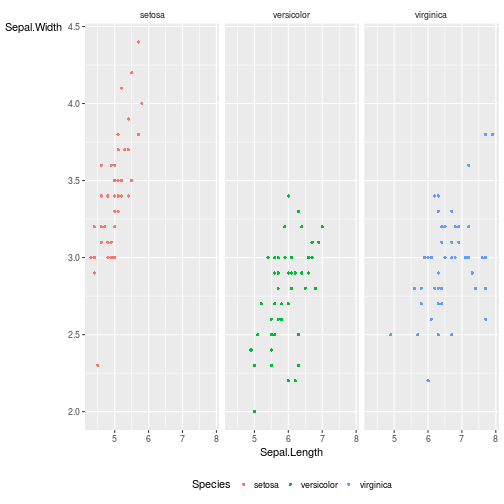 setosa versicolor virginica
Sepal.Width
4.5
4.0
3.5
3.0
2.5
2.0
5 6 7 8 5 6 7 8 5 6 7 8
Sepal.Length
Species setosa versicolor virginica